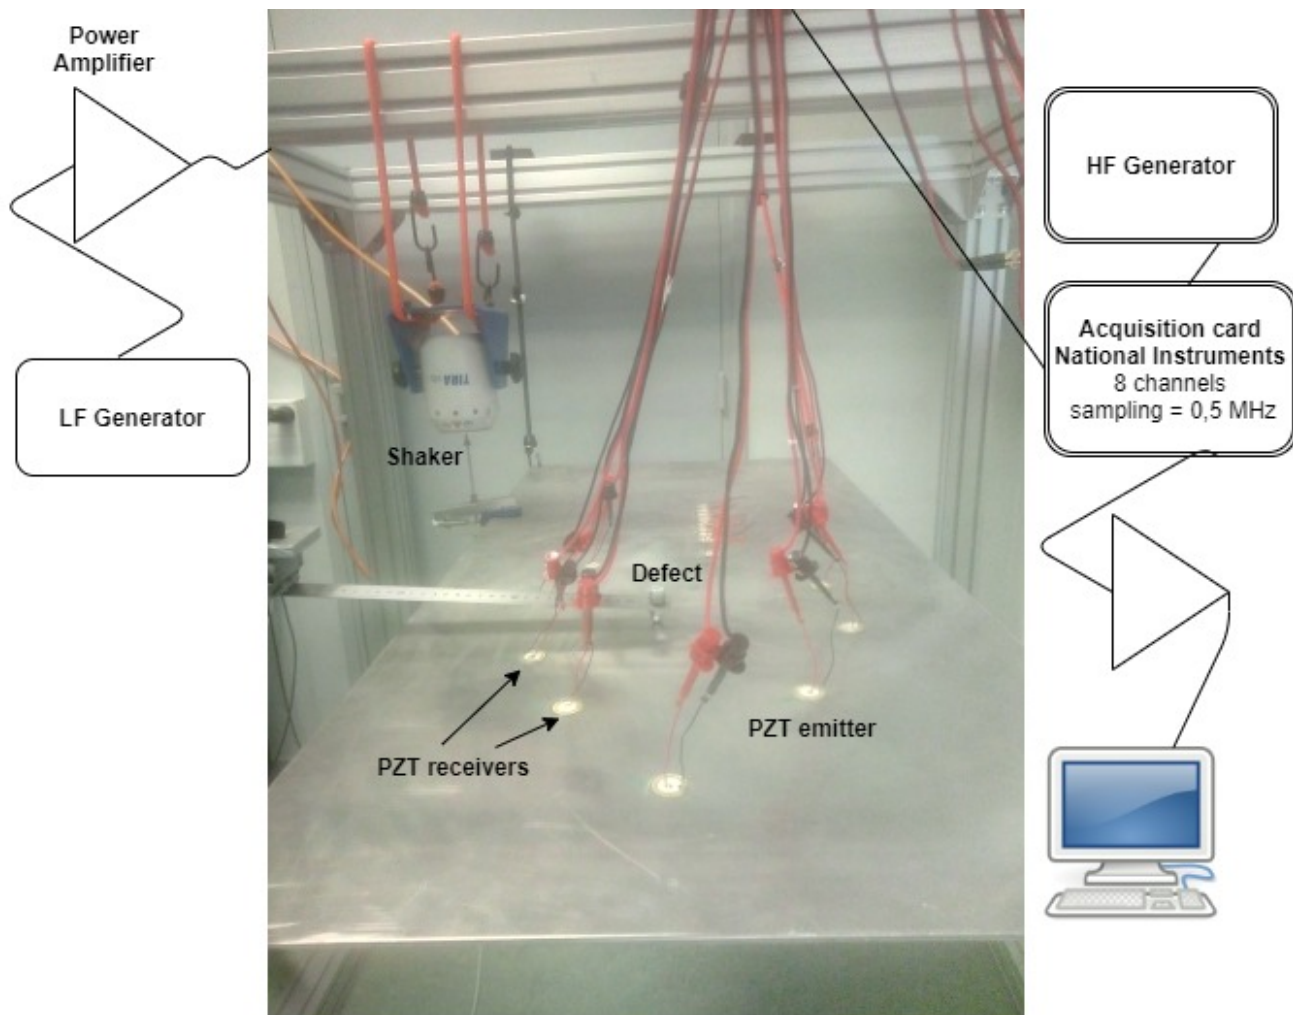 Power
Amplifier
HF Generator
Acquisition card
National Instruments
8 channels
sampling = 0,5 MHz
LF Generator
TIRA
Shaker
Defect
PZT emitter
PZT receivers